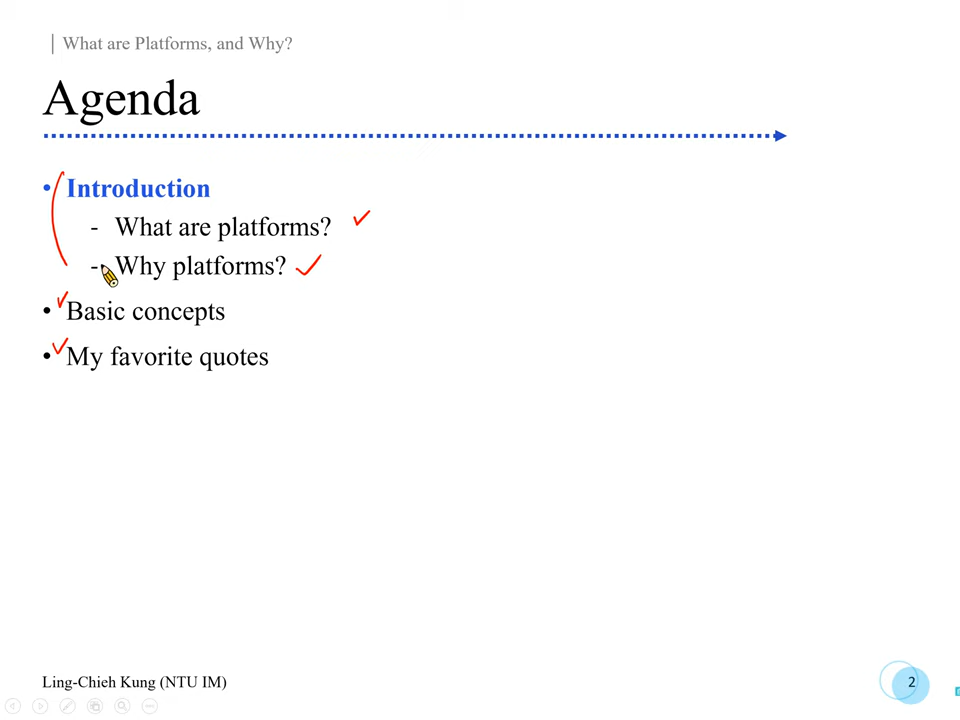 What are Platforms, and Why?
Agenda
• Introduction
- What are platforms?
- Why platforms?
• Basic concepts
• My favorite quotes
Ling-Chieh Kung (NTU IM)
2